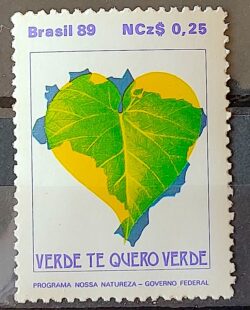 Brasil 89 NCz$ 0,25
VERDE TE QUERO VERDE
PROGRAMA NOSSA NATUREZA – GOVERNO FEDERAL